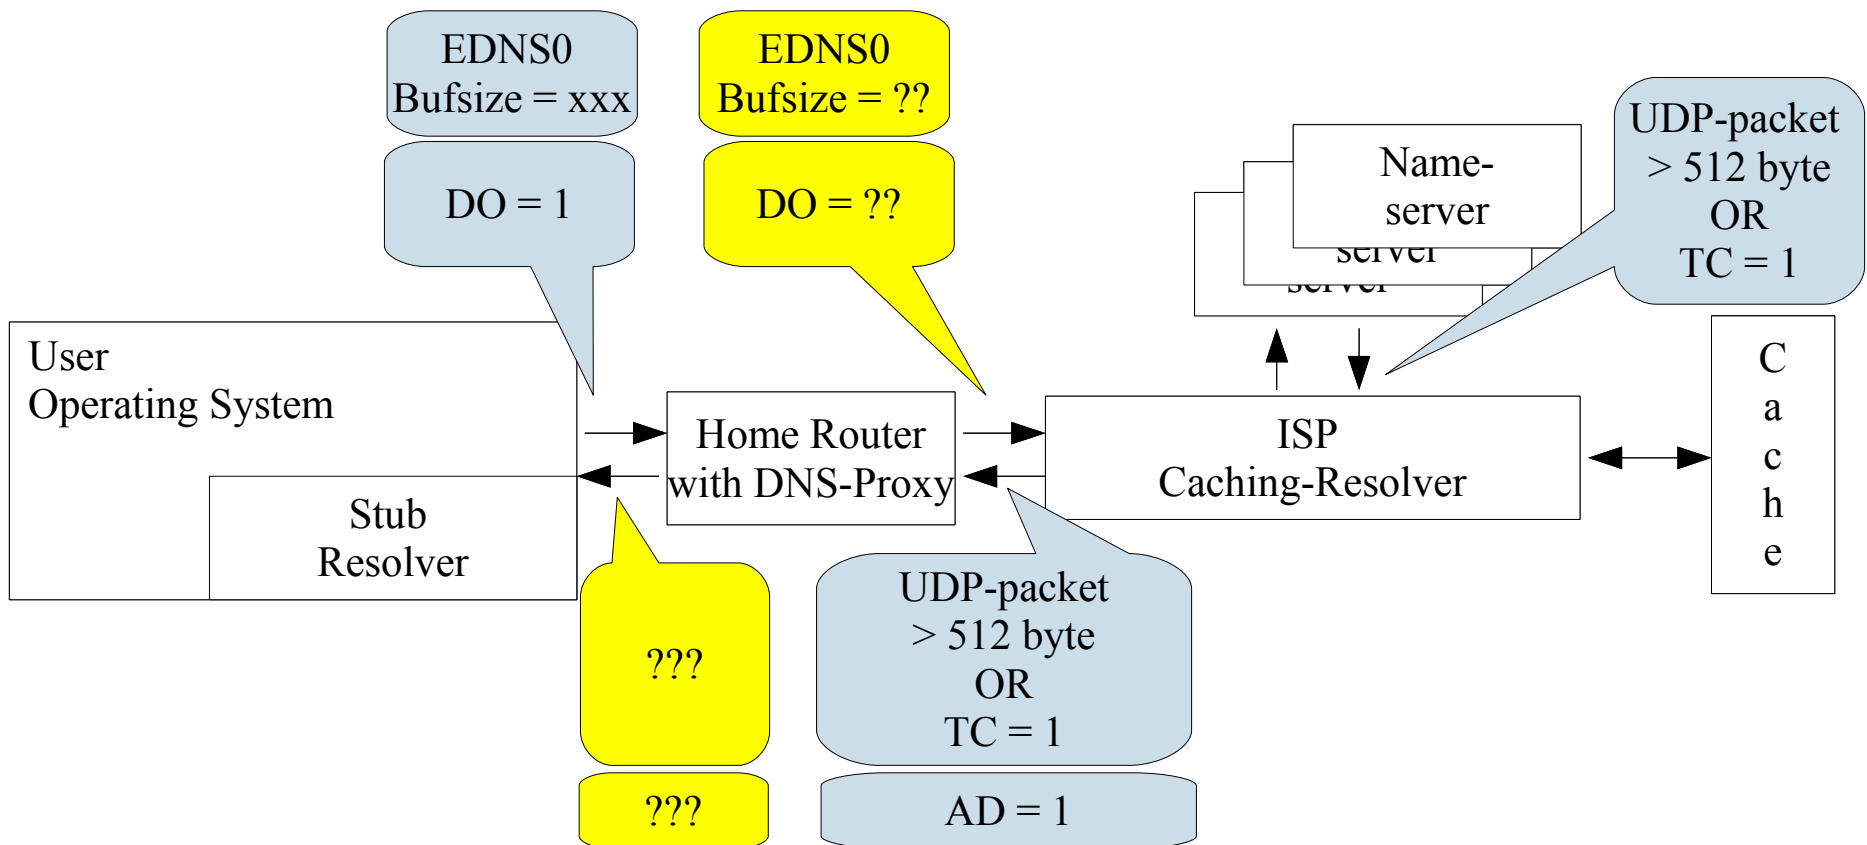 EDNS0
Bufsize = xxx
DO = 1
EDNS0
Bufsize = ??
DO = ??
Name-
server
server
server
UDP-packet
> 512 byte
OR
TC = 1
User
Operating System
Stub
Resolver
Home Router
with DNS-Proxy
ISP
Caching-Resolver
C
a
c
h
e
???
???
UDP-packet
> 512 byte
OR
TC = 1
AD = 1